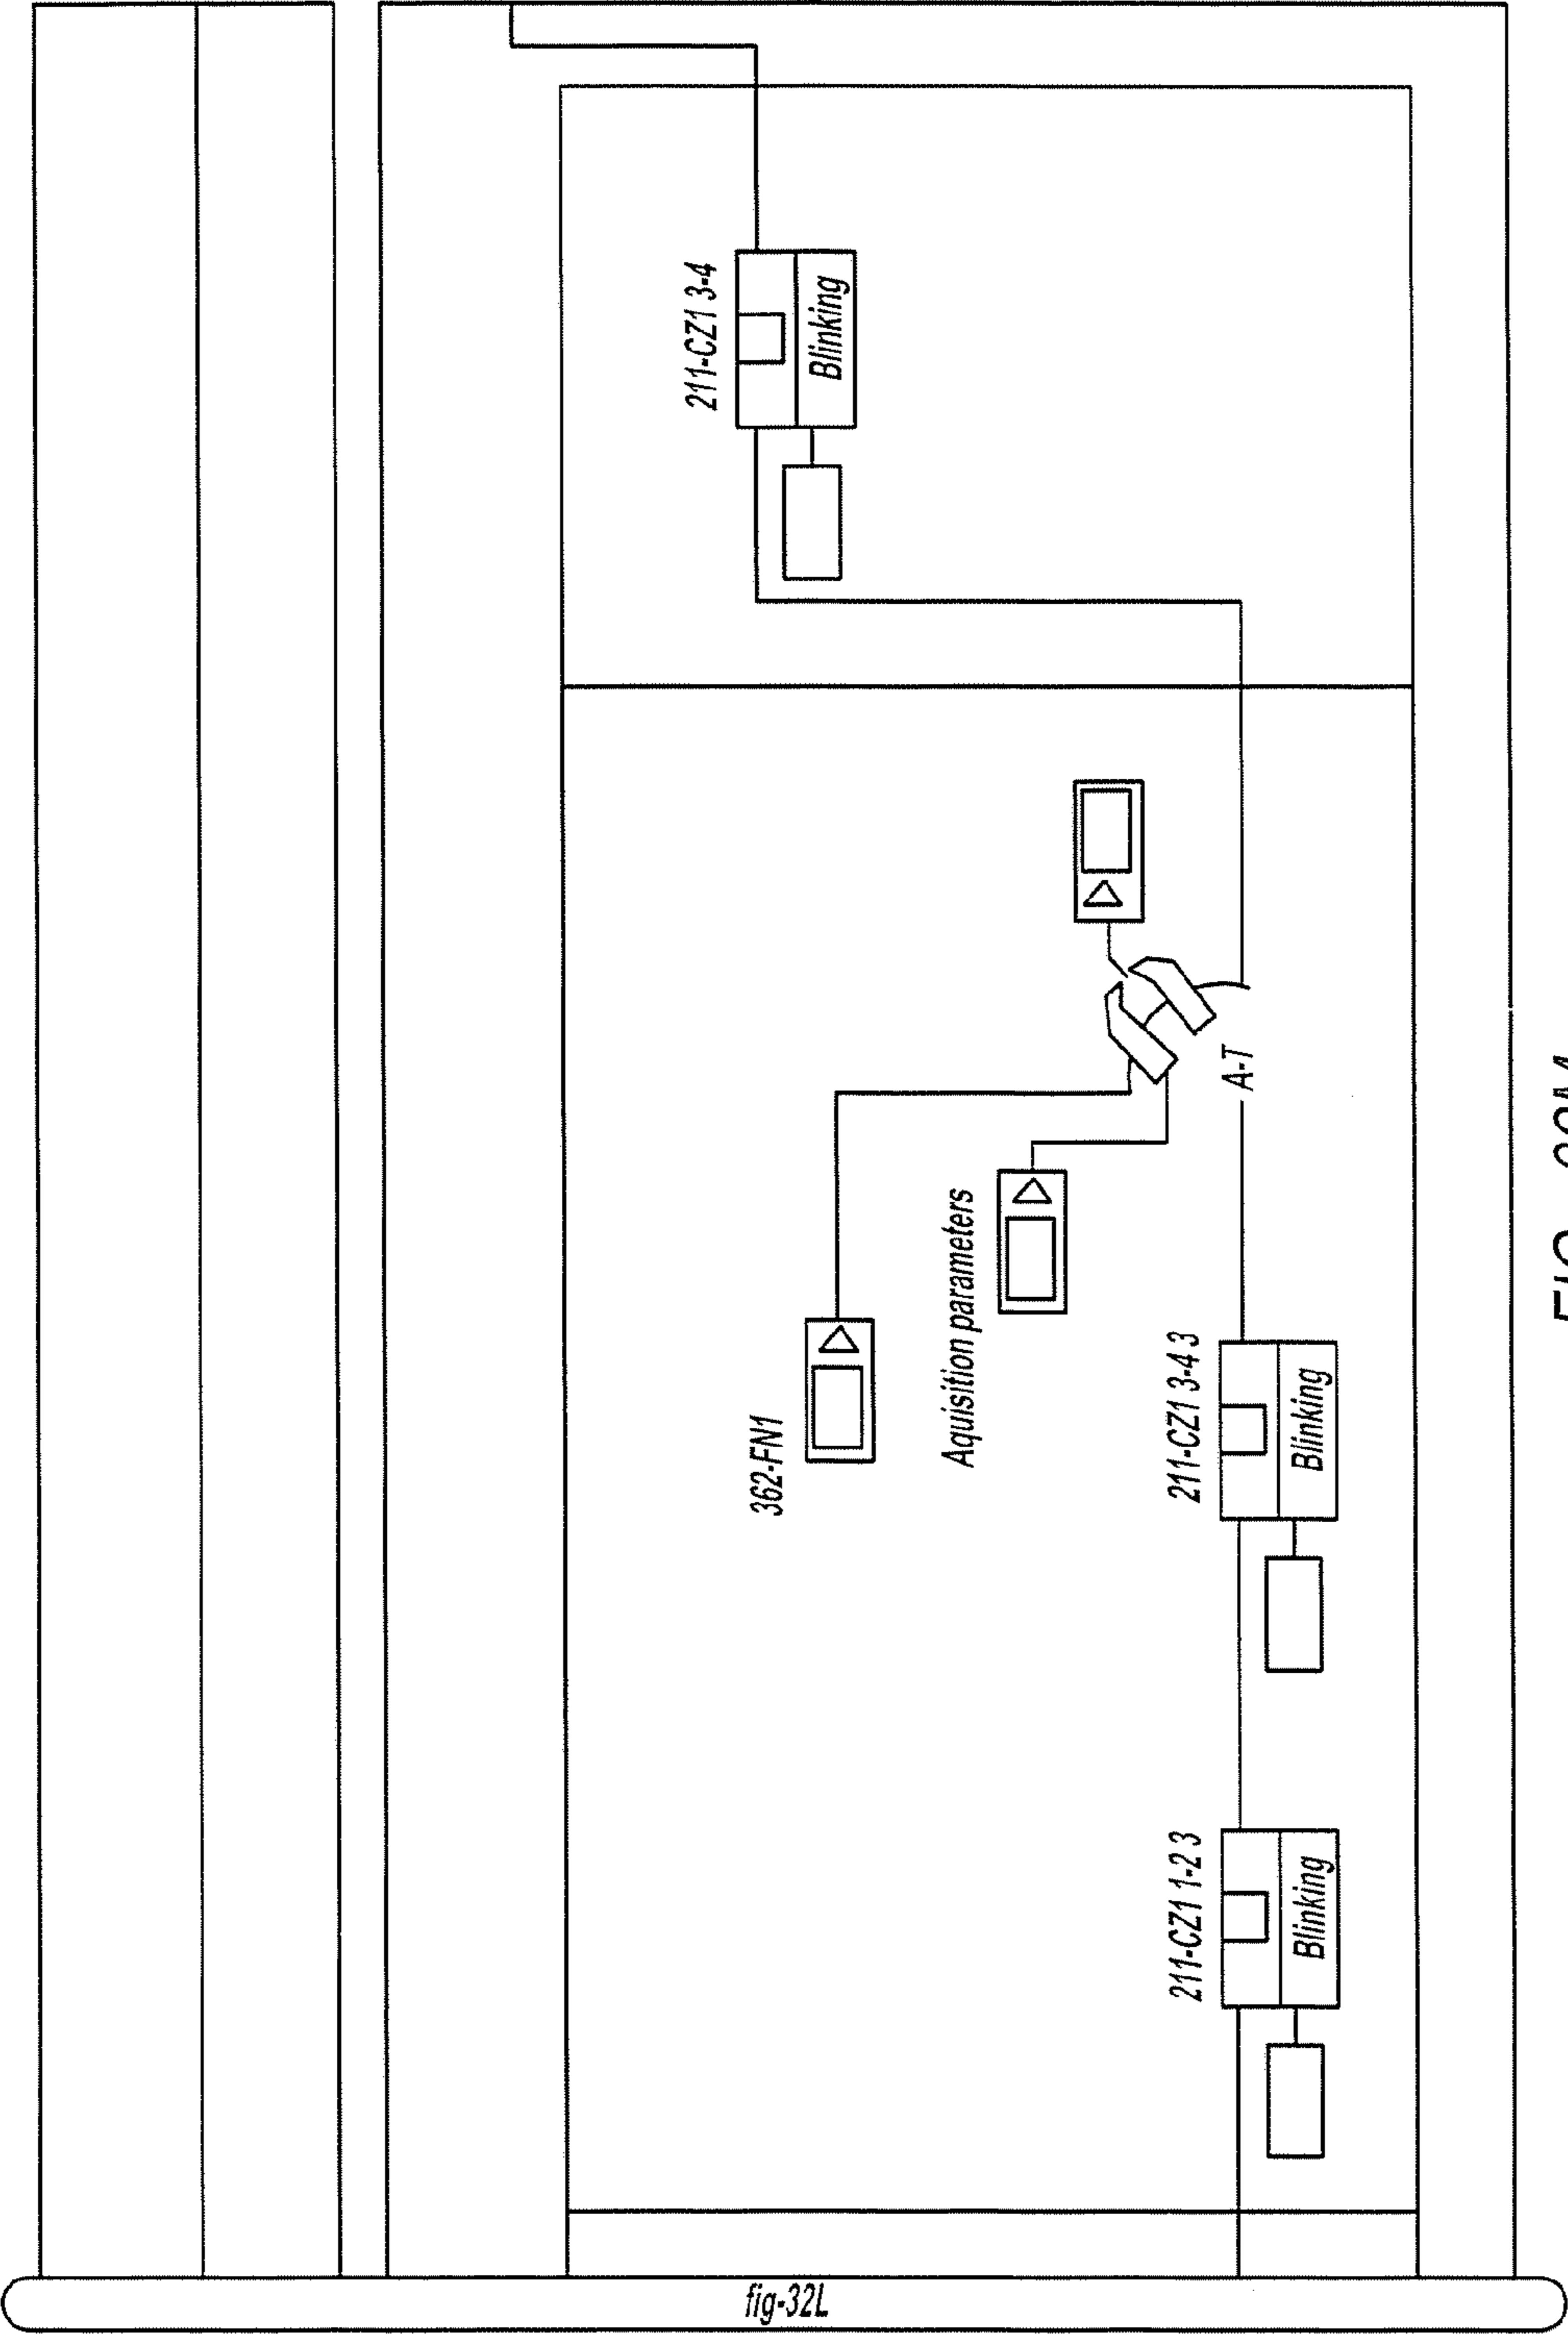 211-CZ1 3-4
Blinking
362-FN1
Aquisition parameters
A-T
211-CZ1 3-4 3
Blinking
211-CZ1 1-2 3
Blinking
fig-32L